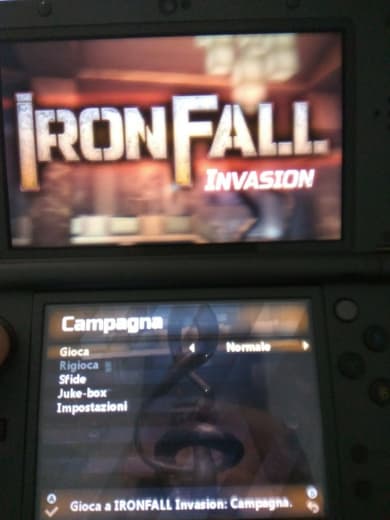 IRONFALL
INVASION
Campagna
Gioca Normale
Rigioca
Sfide
Juke-box
Impostazioni
A B
Gioca a IRONFALL Invasion: Campagna.